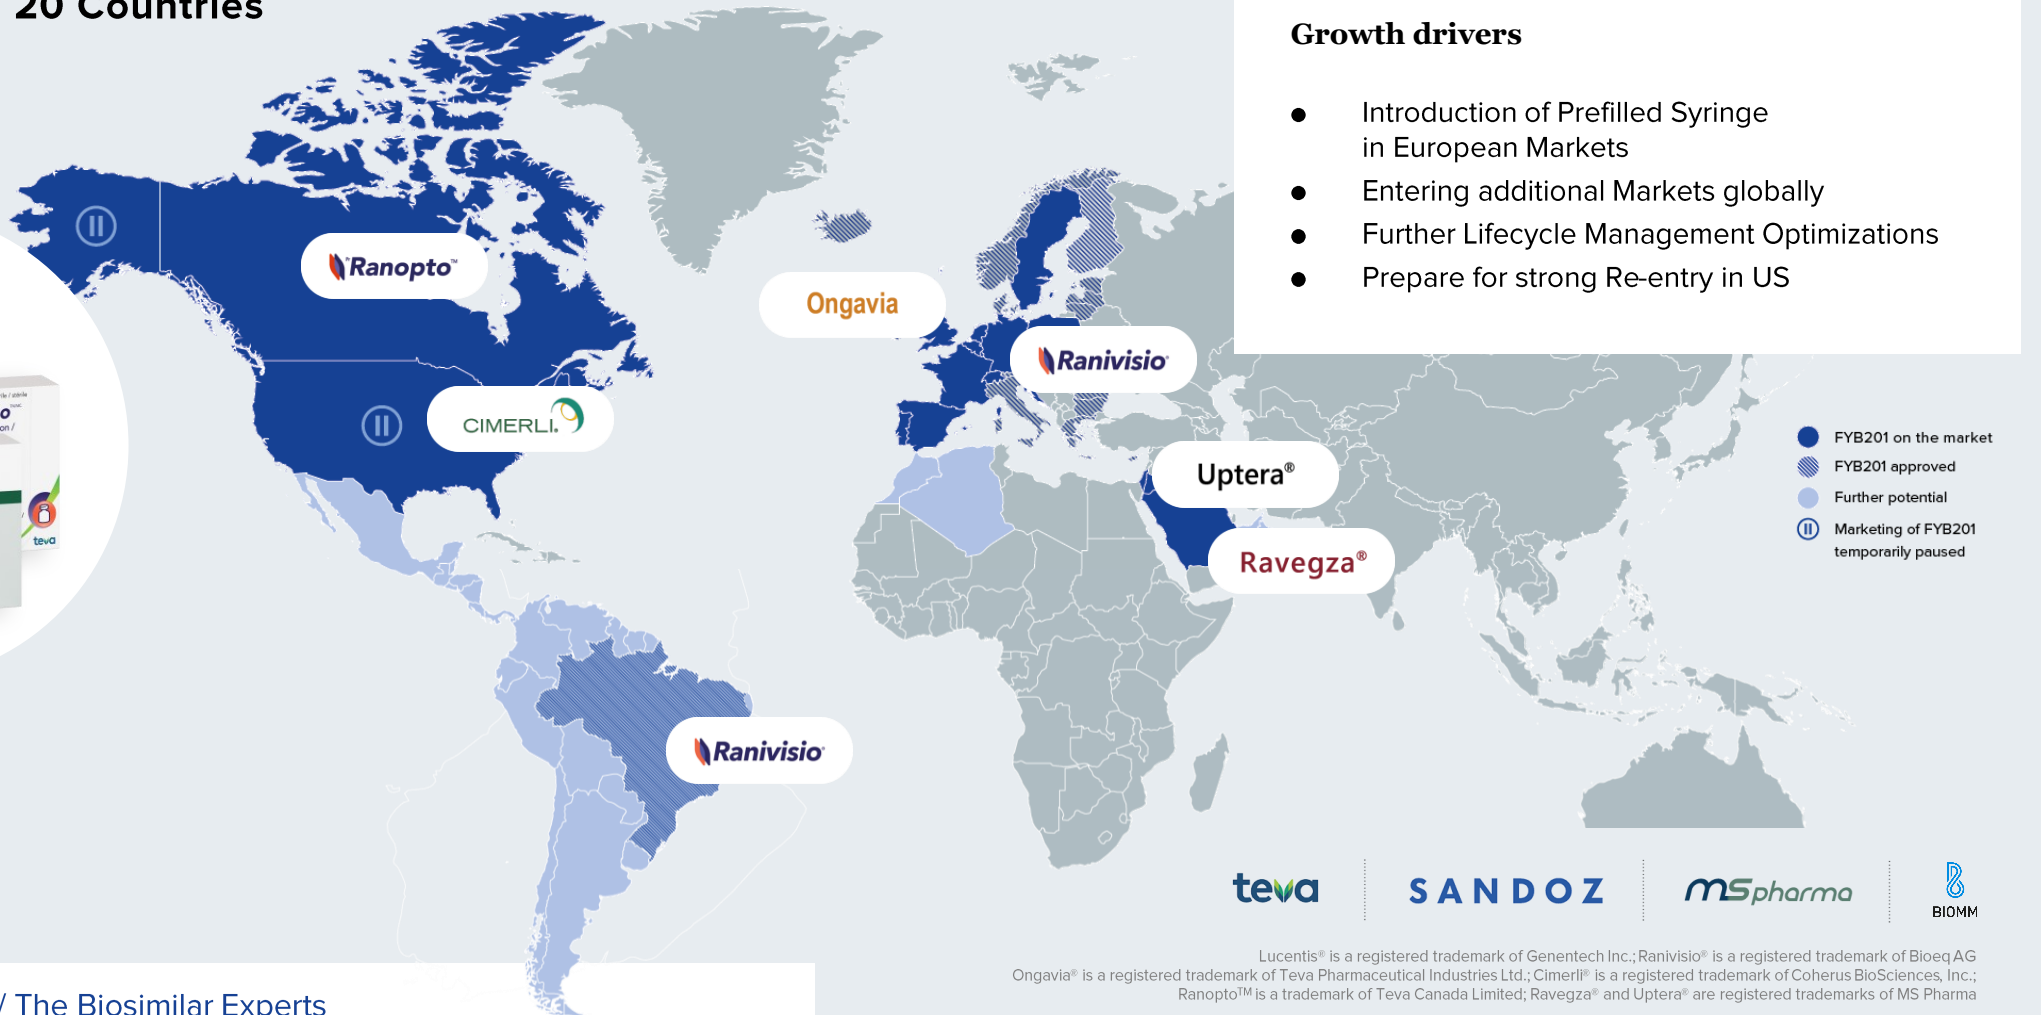 20 Countries
Growth drivers
● Introduction of Prefilled Syringe
in European Markets
● Entering additional Markets globally
● Further Lifecycle Management Optimizations
● Prepare for strong Re-entry in US
Ranopto™
Ongavia
Ranivisio®
CIMERLI.
Uptera®
Ravegza®
Ranivisio®
FYB201 on the market
FYB201 approved
Further potential
Marketing of FYB201
temporarily paused
teva
teva
SANDOZ
mspharma
BIOMM
Lucentis® is a registered trademark of Genentech Inc.; Ranivisio® is a registered trademark of Bioeq AG
Ongavia® is a registered trademark of Teva Pharmaceutical Industries Ltd.; Cimerli® is a registered trademark of Coherus BioSciences, Inc.;
Ranopto™ is a trademark of Teva Canada Limited; Ravegza® and Uptera® are registered trademarks of MS Pharma
/ The Biosimilar Experts